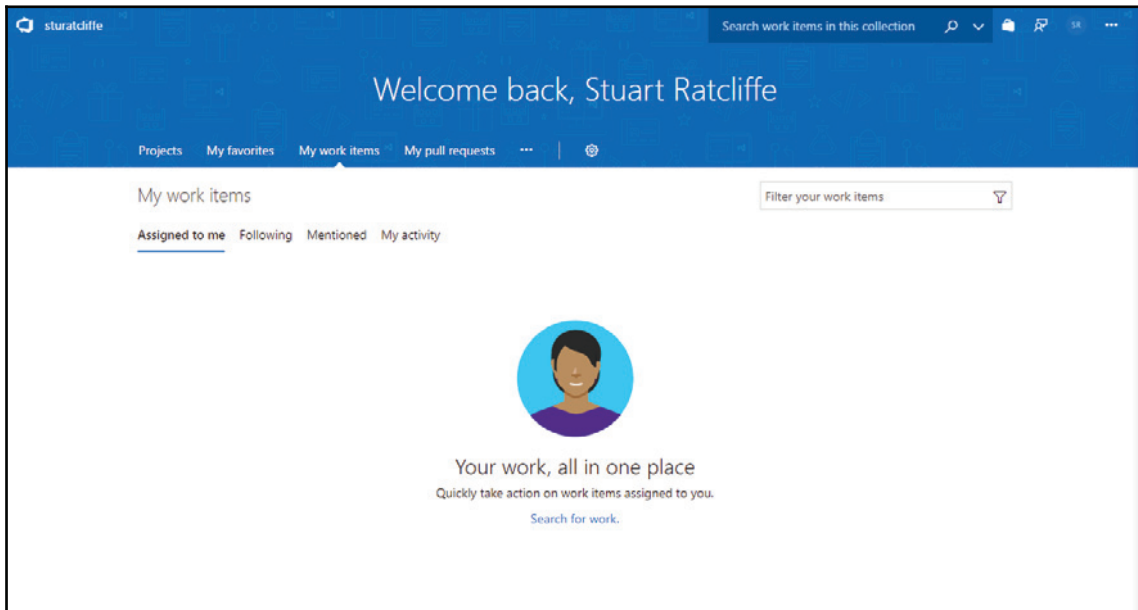 sturatcliffe
Search work items in this collection
SR
Welcome back, Stuart Ratcliffe
Projects My favorites My work items My pull requests
My work items
Filter your work items
Assigned to me Following Mentioned My activity
Your work, all in one place
Quickly take action on work items assigned to you.
Search for work.